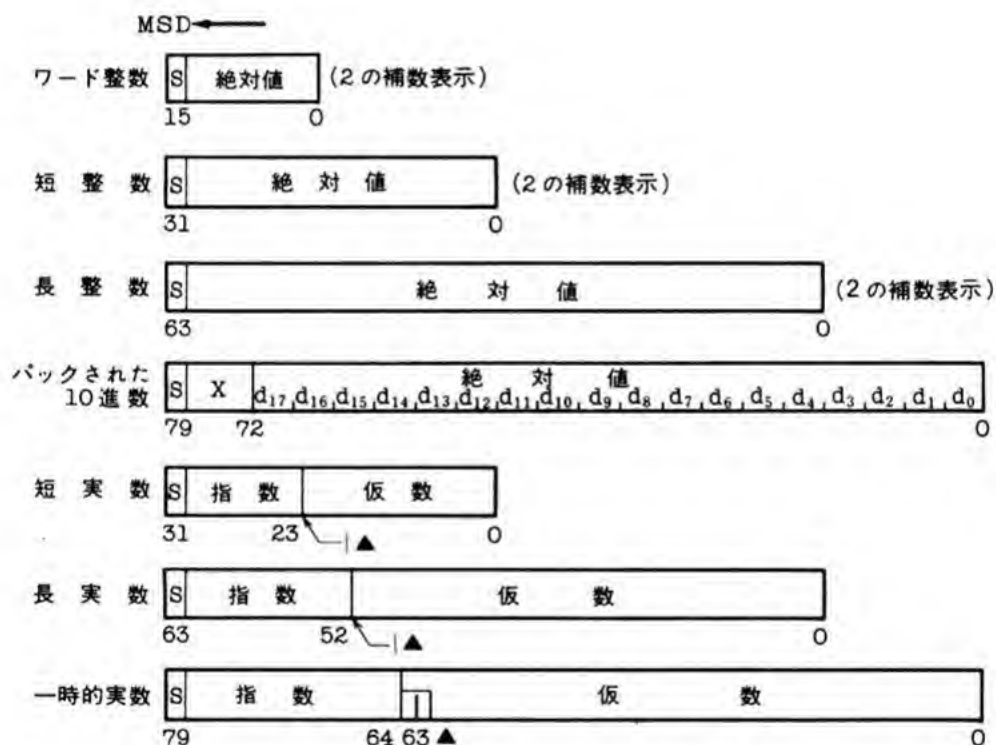 MSD
ワード整数 S 絶対値 (2の補数表示)
15 0
短整数 S 絶対値 (2の補数表示)
31 0
長整数 S 絶対値 (2の補数表示)
63 0
パックされた
10進数 S X 絶対値
d17 d16 d15 d14 d13 d12 d11 d10 d9 d8 d7 d6 d5 d4 d3 d2 d1 d0
79 72 0
短実数 S 指数 仮数
31 23 | ▲ 0
長実数 S 指数 仮数
63 52 | ▲ 0
一時的実数 S 指数 | 仮数
79 64 63 ▲ 0